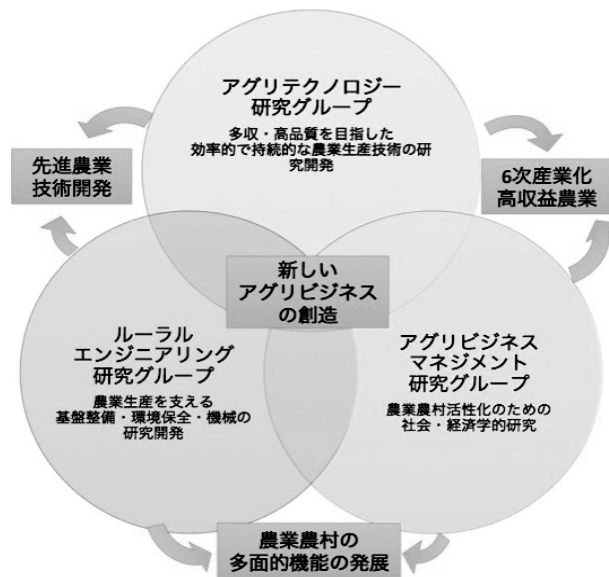 アグリテクノロジー
研究グループ
多収・高品質を目指した
効率的で持続的な農業生産技術の研
究開発
先進農業
技術開発
6次産業化
高収益農業
新しい
アグリビジネス
の創造
ルーラル
エンジニアリング
研究グループ
農業生産を支える
基盤整備・環境保全・機械の
研究開発
アグリビジネス
マネジメント
研究グループ
農業農村活性化のための
社会・経済学的研究
農業農村の
多面的機能の発展